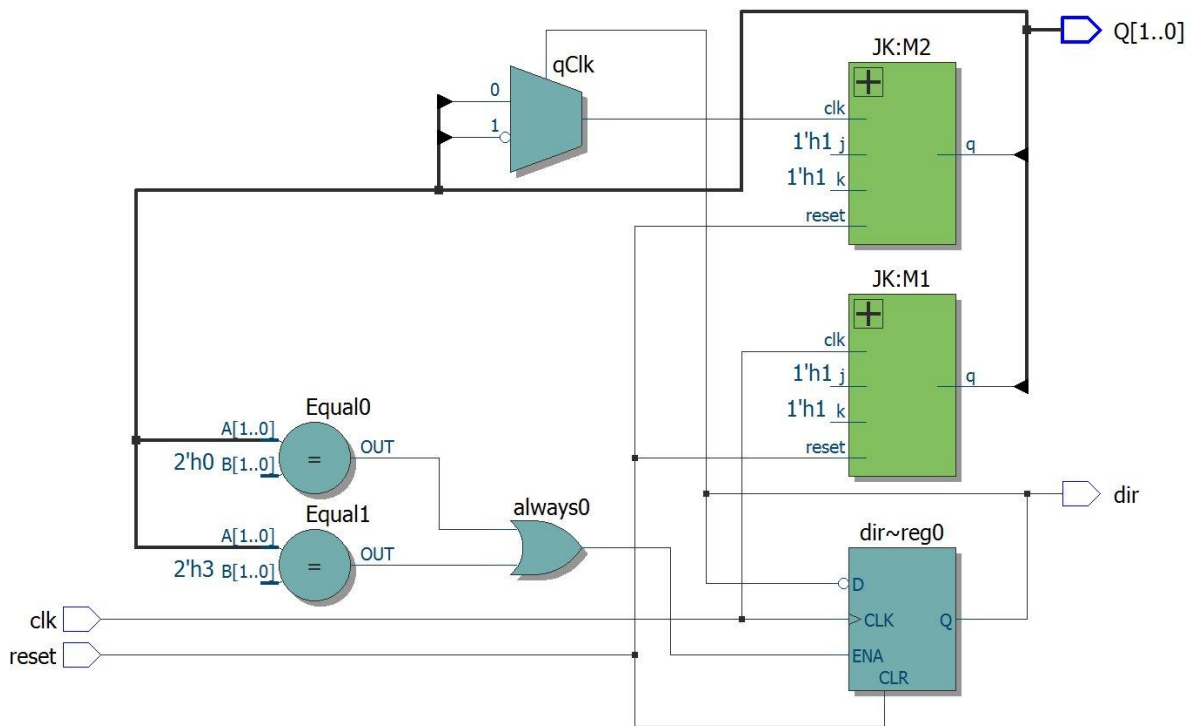 Q[1..0]
JK:M2
qClk
0
1
clk
1'h1 j
1'h1 k
reset
q
JK:M1
clk
1'h1 j
1'h1 k
reset
q
Equal0
A[1..0]
2'h0 B[1..0]
OUT
=
Equal1
A[1..0]
2'h3 B[1..0]
OUT
=
always0
dir
dir~reg0
D
CLK
Q
ENA
CLR
clk
reset